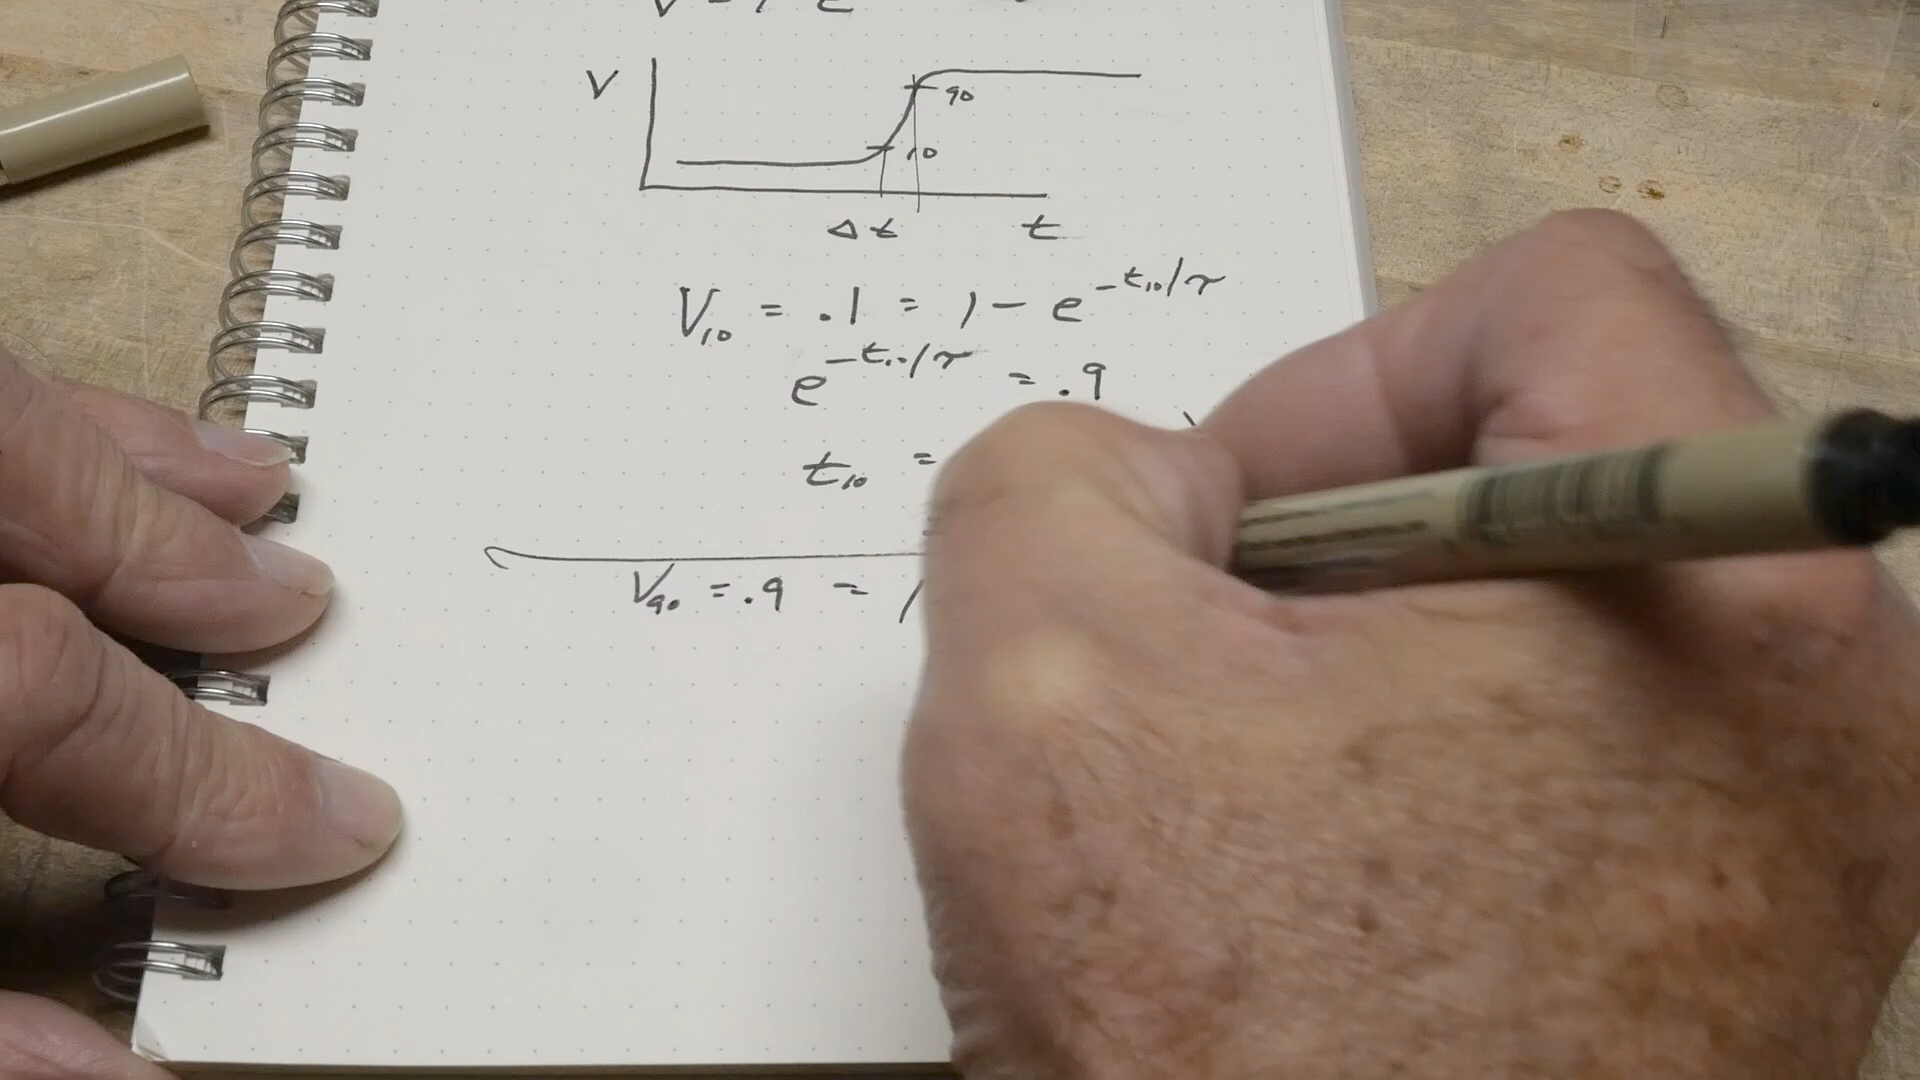 V
90
10
Δt t
V₁₀ = .1 = 1 - e^(-t₁₀/τ)
e^(-t₁₀/τ) = .9
t₁₀ =
V₉₀ = .9 = 1